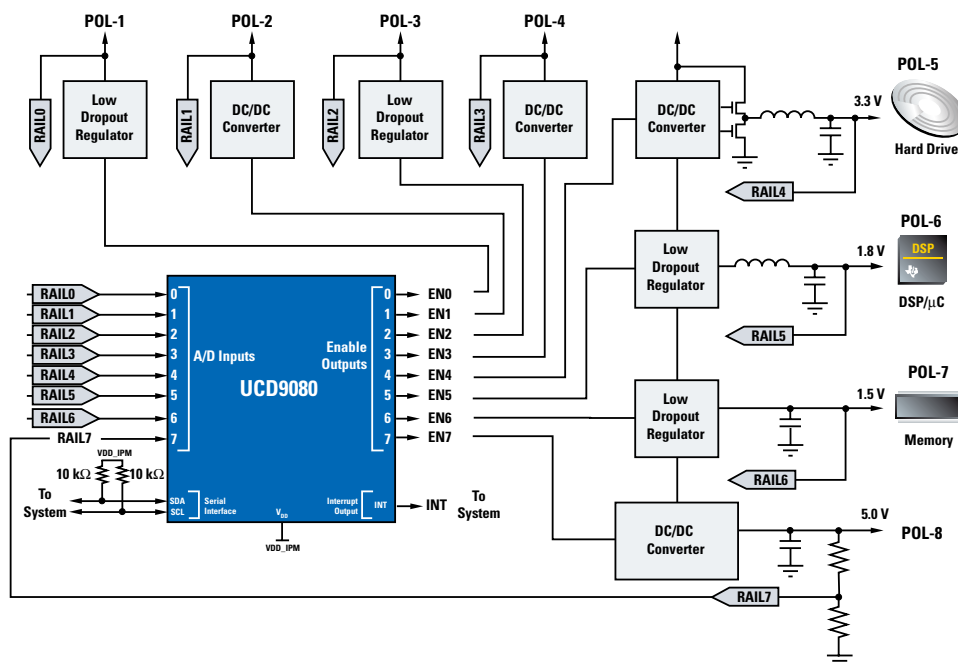 POL-1
POL-2
POL-3
POL-4
RAIL0
Low
Dropout
Regulator
RAIL1
DC/DC
Converter
RAIL2
Low
Dropout
Regulator
RAIL3
DC/DC
Converter
DC/DC
Converter
3.3 V
POL-5
Hard Drive
RAIL4
POL-6
Low
Dropout
Regulator
1.8 V
DSP
DSP/μC
RAIL5
RAIL0
RAIL1
RAIL2
RAIL3
RAIL4
RAIL5
RAIL6
RAIL7
0
1
2
3
4
5
6
7
A/D Inputs
UCD9080
Enable
Outputs
0
1
2
3
4
5
6
7
EN0
EN1
EN2
EN3
EN4
EN5
EN6
EN7
POL-7
Low
Dropout
Regulator
1.5 V
Memory
RAIL6
VDD_IPM
10 kΩ
10 kΩ
To
System
SDA
SCL
Serial
Interface
VDD
VDD_IPM
Interrupt
Output
INT
INT
To
System
DC/DC
Converter
5.0 V
POL-8
RAIL7